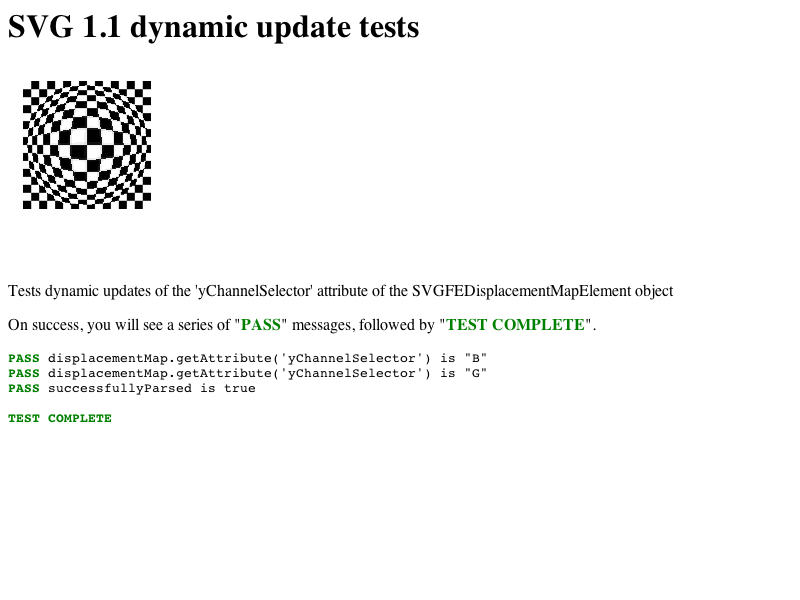 SVG 1.1 dynamic update tests
Tests dynamic updates of the 'yChannelSelector' attribute of the SVGFEDisplacementMapElement object
On success, you will see a series of "PASS" messages, followed by "TEST COMPLETE".
PASS displacementMap.getAttribute('yChannelSelector') is "B"
PASS displacementMap.getAttribute('yChannelSelector') is "G"
PASS successfullyParsed is true
TEST COMPLETE